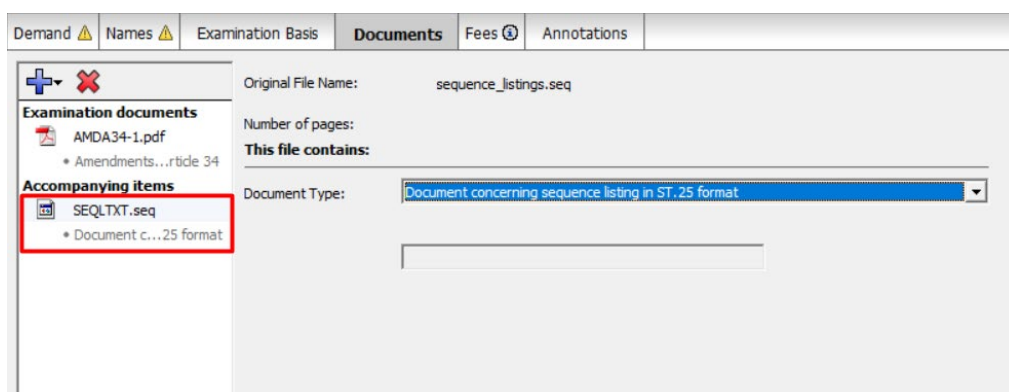 Demand Names Examination Basis Documents Fees Annotations
Examination documents
AMDA34-1.pdf
• Amendments...rticle 34
Accompanying items
SEQLTXT.seq
• Document c...25 format
Original File Name: sequence_listings.seq
Number of pages:
This file contains:
Document Type: Document concerning sequence listing in ST.25 format